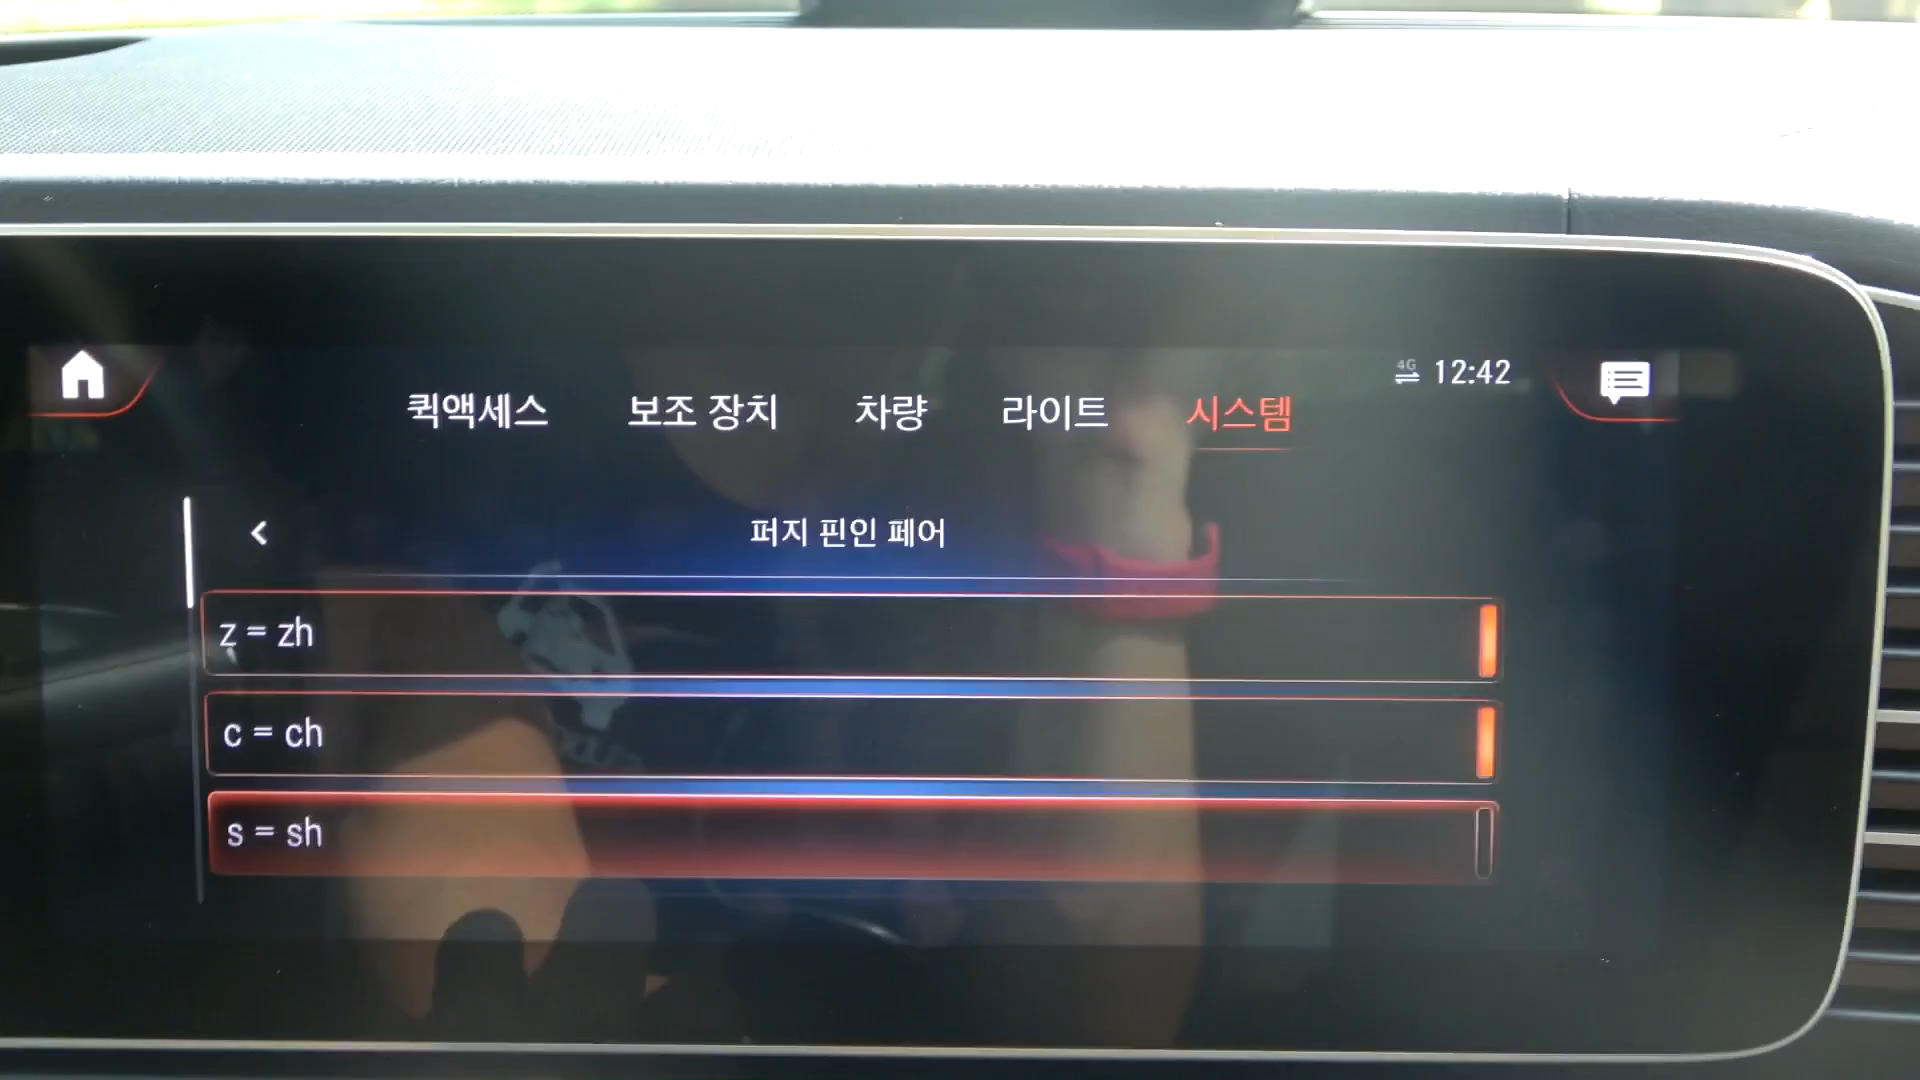 4G 12:42
퀵액세스 보조 장치 차량 라이트 시스템
퍼지 핀인 페어
z = zh
c = ch
s = sh